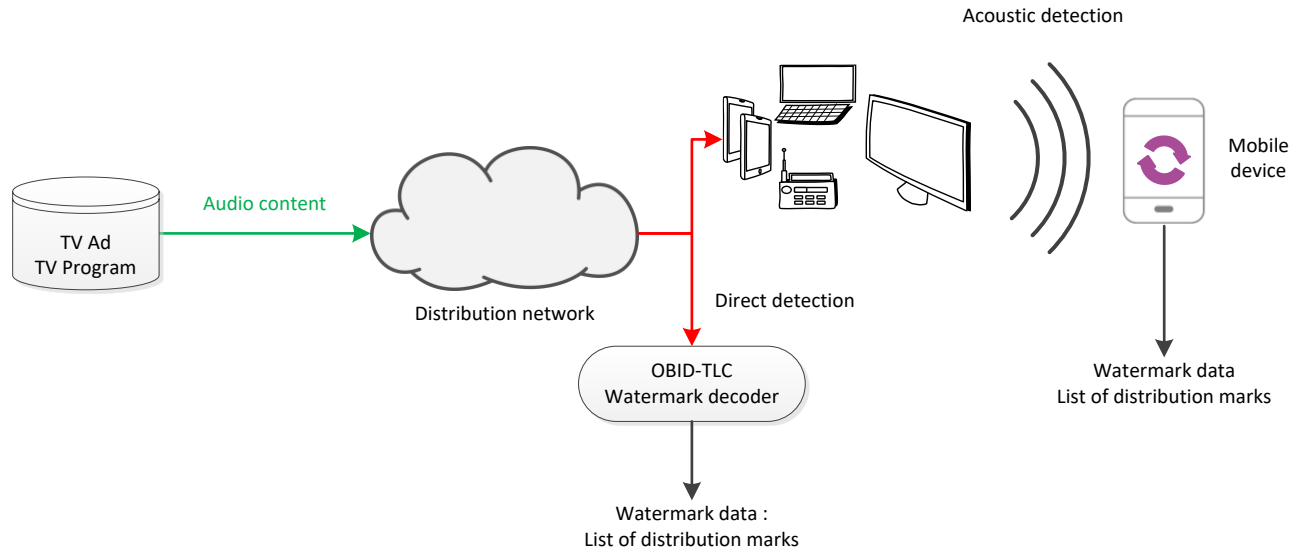 Acoustic detection
Audio content
TV Ad
TV Program
Distribution network
Direct detection
Mobile
device
OBID-TLC
Watermark decoder
Watermark data
List of distribution marks
Watermark data :
List of distribution marks